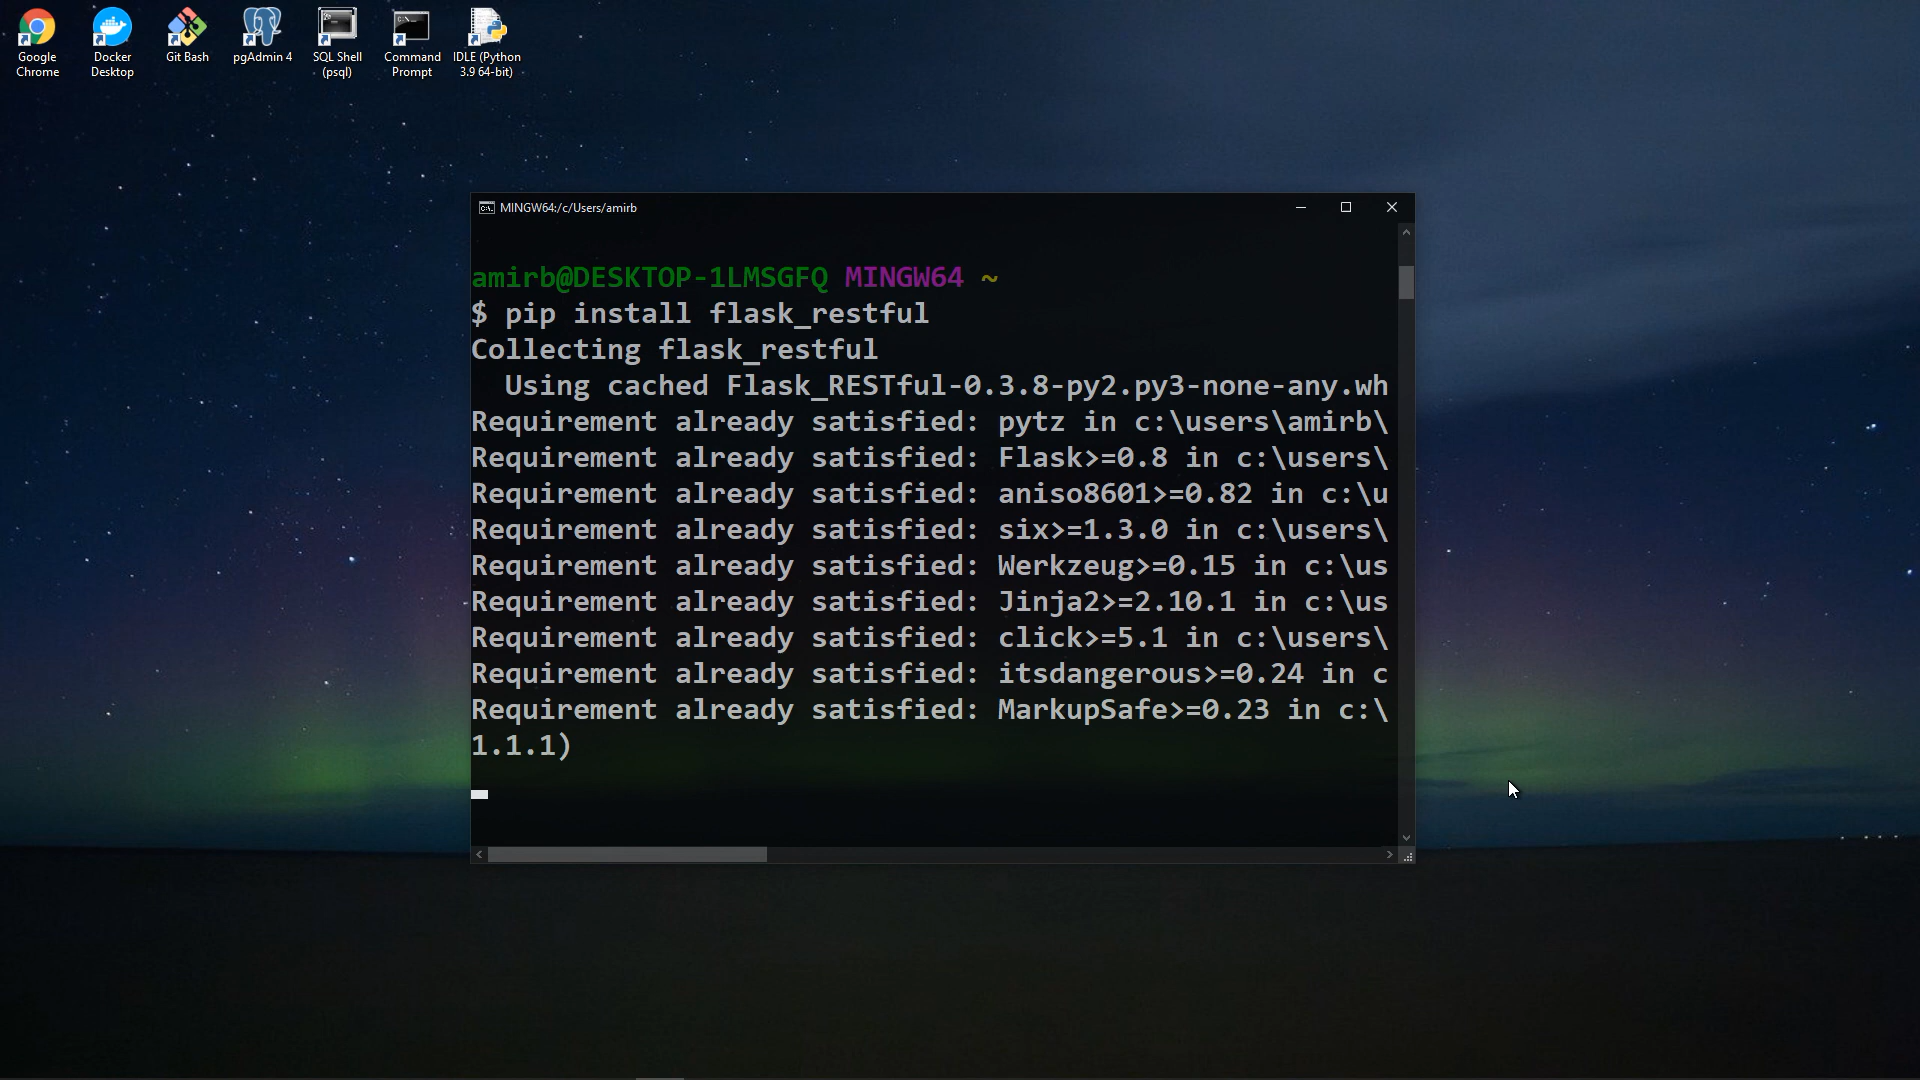 Google Chrome
Docker Desktop
Git Bash
pgAdmin 4
SQL Shell (psql)
Command Prompt
IDLE (Python 3.9 64-bit)
MINGW64:/c/Users/amirb
amirb@DESKTOP-1LMSGFQ MINGW64 ~
$ pip install flask_restful
Collecting flask_restful
  Using cached Flask_RESTful-0.3.8-py2.py3-none-any.wh
Requirement already satisfied: pytz in c:\users\amirb\
Requirement already satisfied: Flask>=0.8 in c:\users\
Requirement already satisfied: aniso8601>=0.82 in c:\u
Requirement already satisfied: six>=1.3.0 in c:\users\
Requirement already satisfied: Werkzeug>=0.15 in c:\us
Requirement already satisfied: Jinja2>=2.10.1 in c:\us
Requirement already satisfied: click>=5.1 in c:\users\
Requirement already satisfied: itsdangerous>=0.24 in c
Requirement already satisfied: MarkupSafe>=0.23 in c:\
1.1.1)